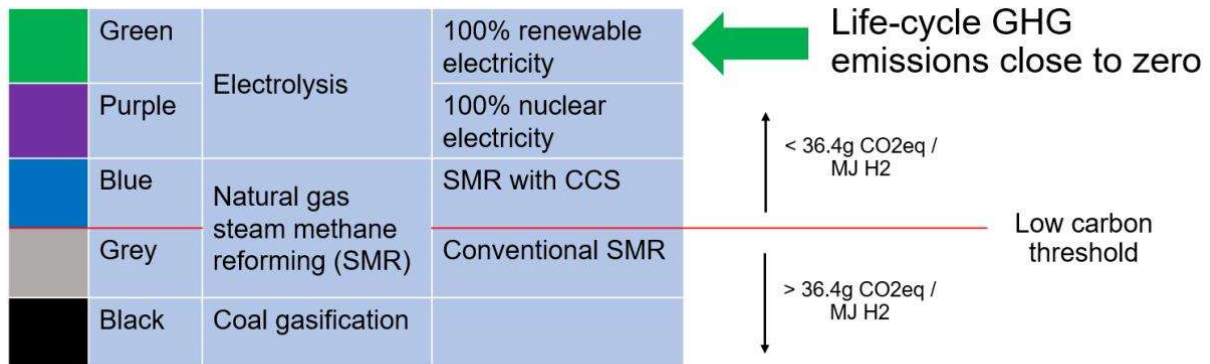 Green
Electrolysis
100% renewable
electricity
Life-cycle GHG
emissions close to zero
Purple
100% nuclear
electricity
< 36.4g CO2eq /
MJ H2
Blue
Natural gas
steam methane
reforming (SMR)
SMR with CCS
Low carbon
threshold
Grey
Conventional SMR
> 36.4g CO2eq /
MJ H2
Black
Coal gasification